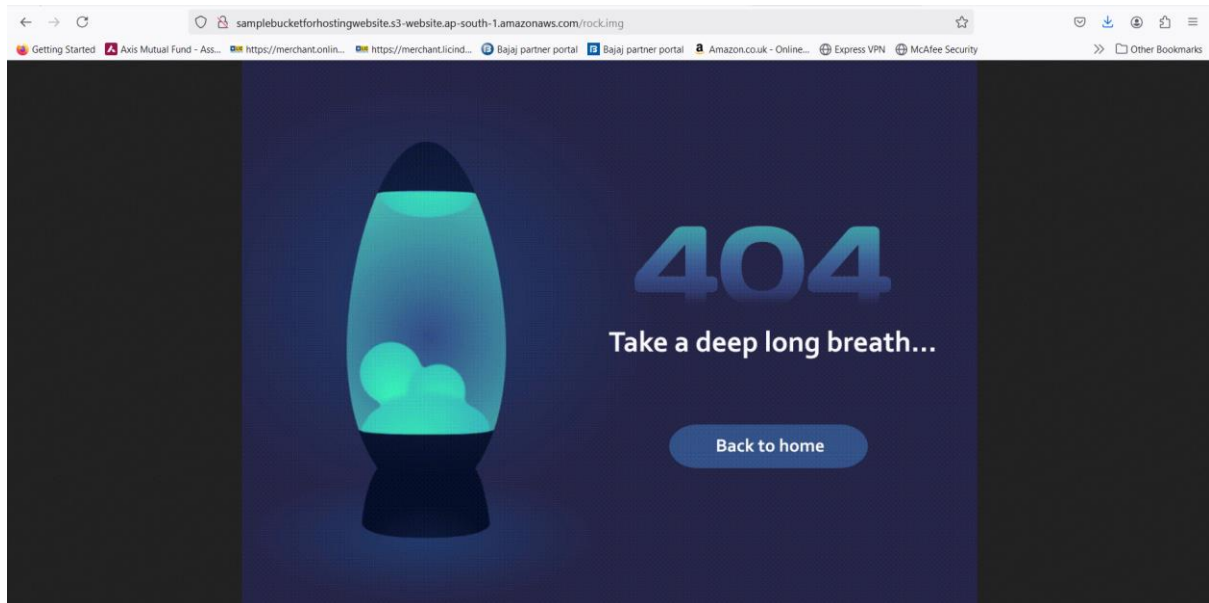 samplebucketforhostingwebsite.s3-website.ap-south-1.amazonaws.com/rock.img
Getting Started Axis Mutual Fund - Ass... https://merchant.onlin... https://merchant.licind... Bajaj partner portal Bajaj partner portal Amazon.co.uk - Online... Express VPN McAfee Security Other Bookmarks
404
Take a deep long breath...
Back to home